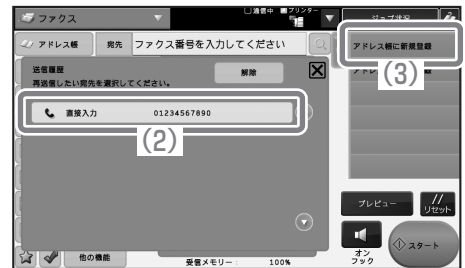 ファクス
通信中
プリンター
ジョブ状況
アドレス帳
宛先
ファクス番号を入力してください
アドレス帳に新規登録
送信履歴
再送信したい宛先を選択してください。
解除
(3)
直接入力 01234567890
(2)
プレビュー
リセット
オン
フック
スタート
他の機能
受信メモリー: 100%